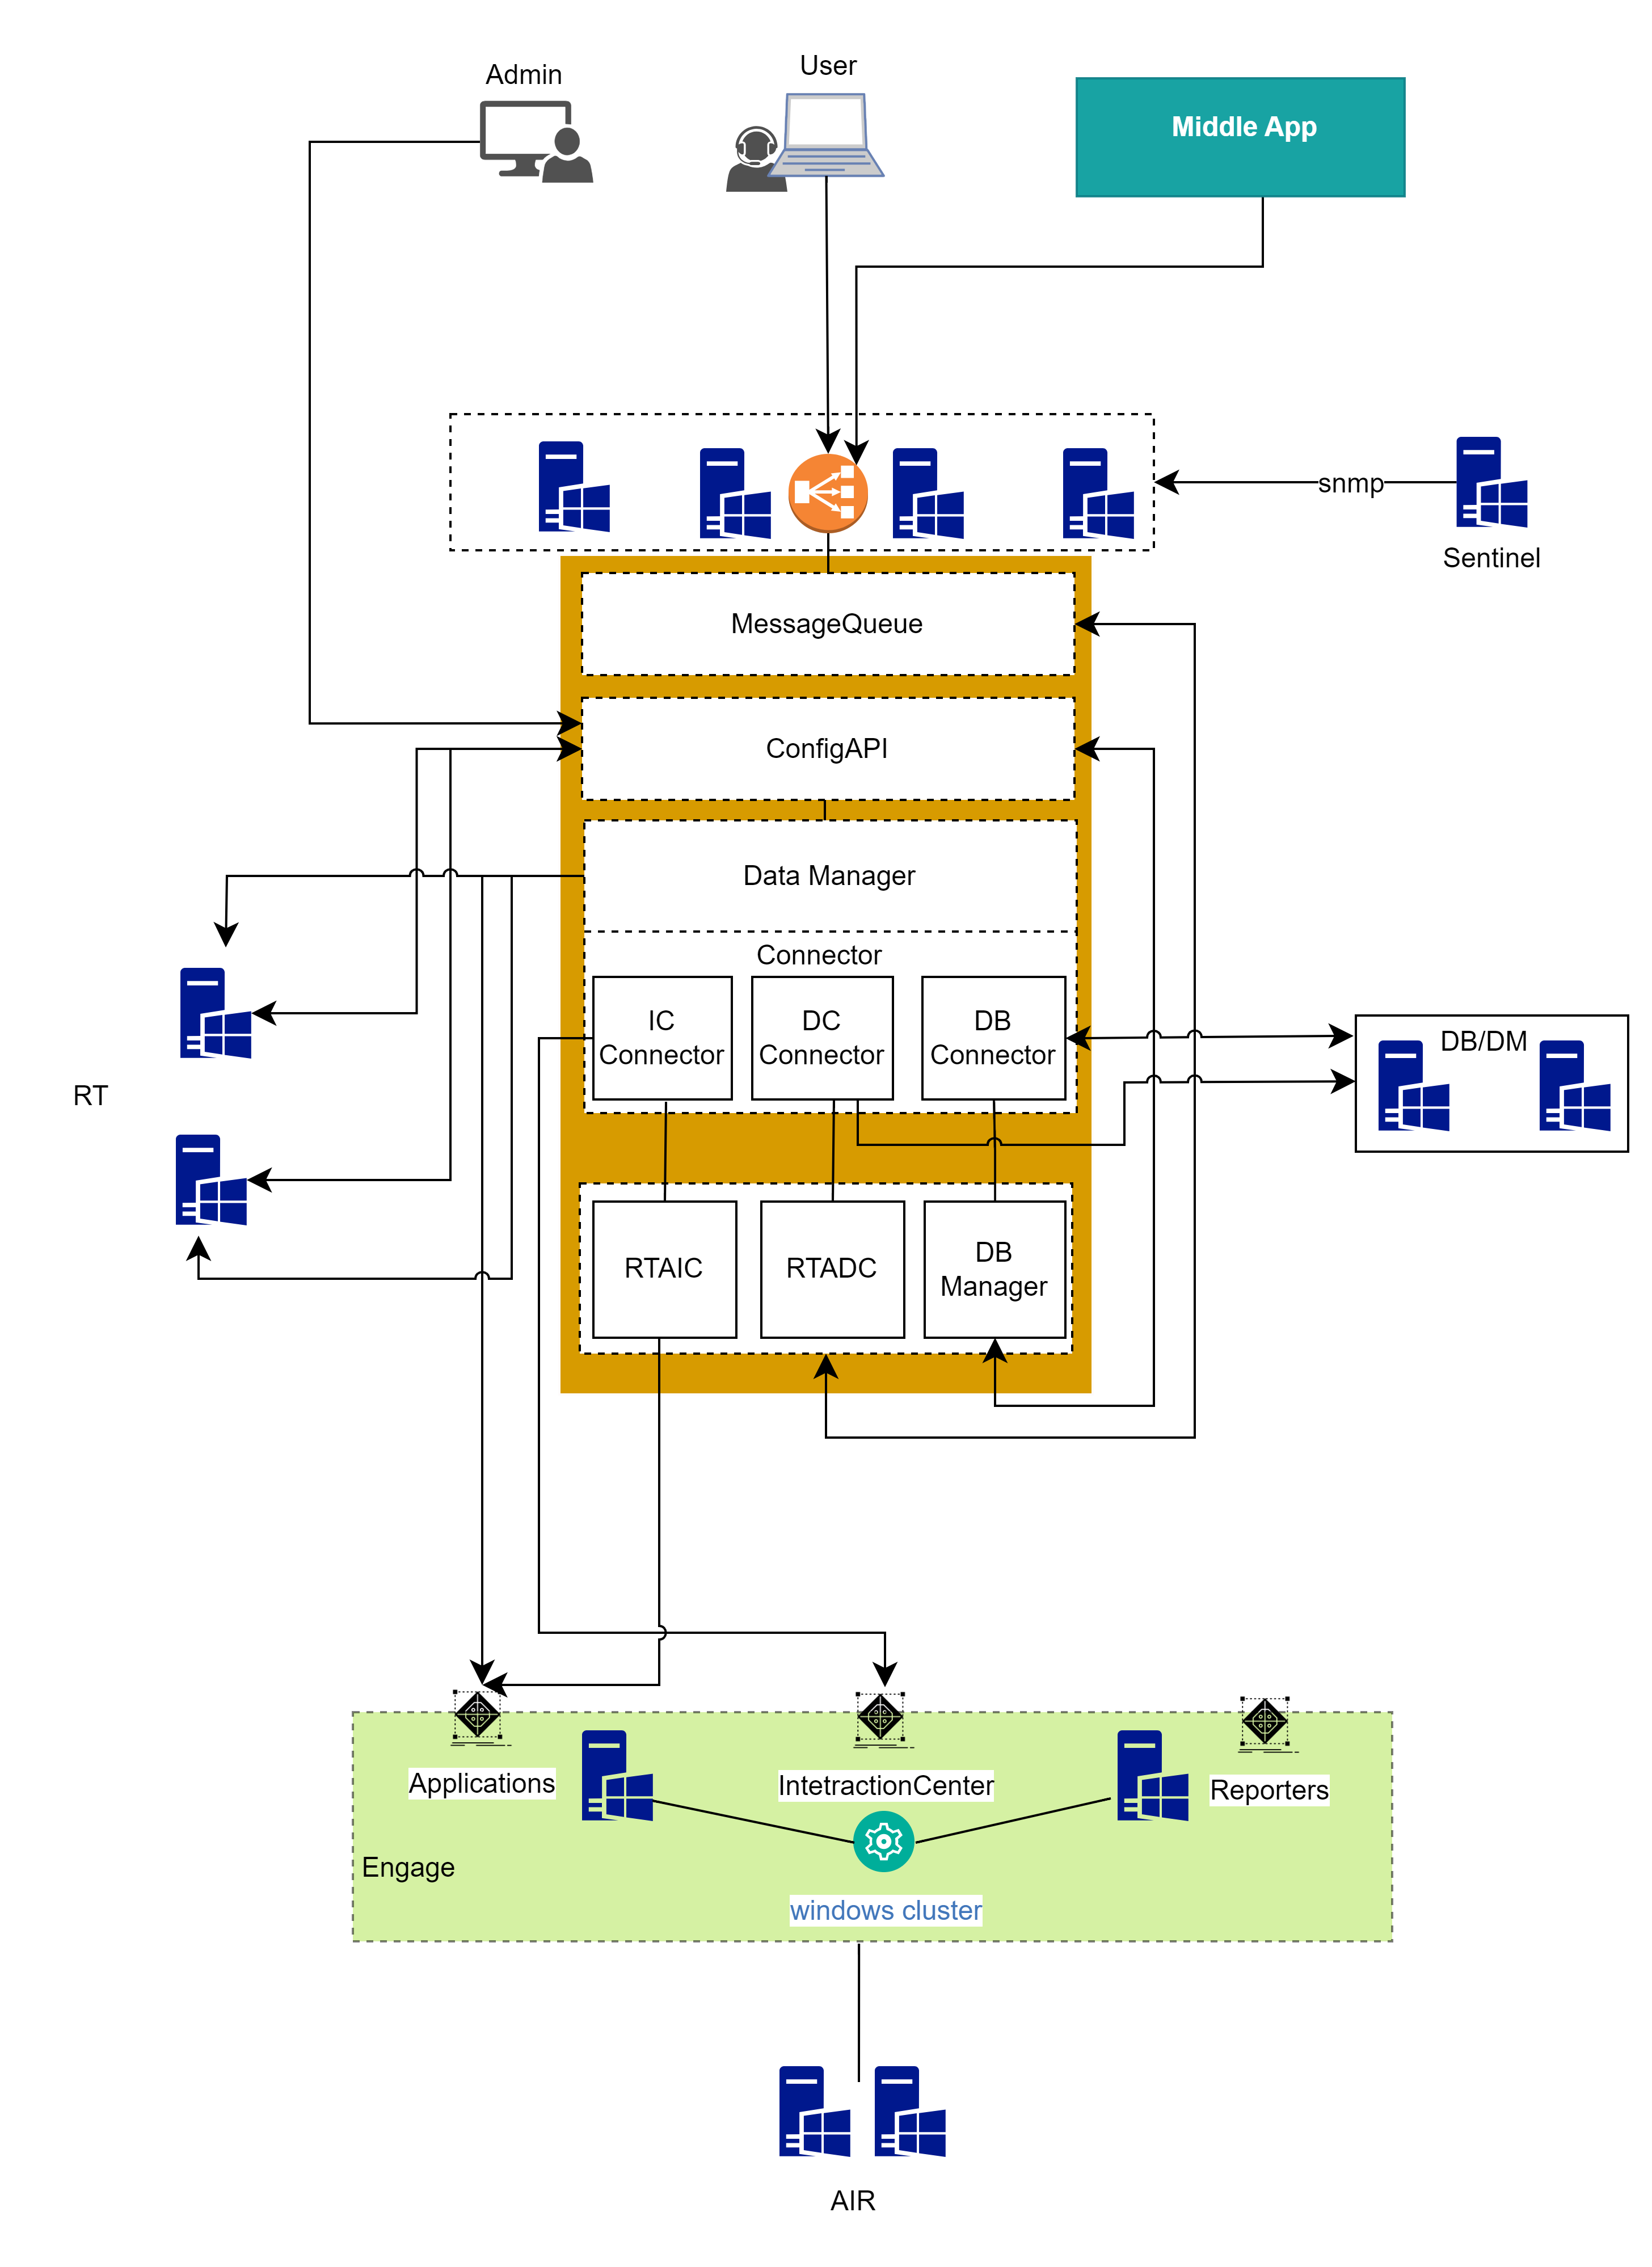 Admin
User
Middle App
snmp
Sentinel
MessageQueue
ConfigAPI
Data Manager
Connector
IC
Connector
DC
Connector
DB
Connector
DB/DM
RT
RTAIC
RTADC
DB
Manager
Applications
IntetractionCenter
Reporters
Engage
windows cluster
AIR